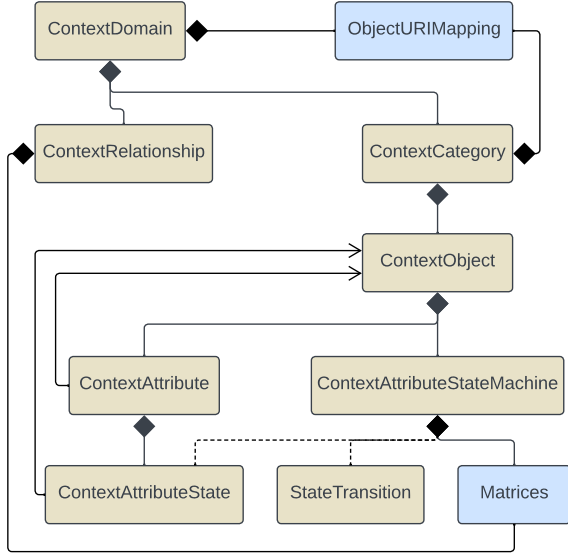 ContextDomain
ObjectURIMapping
ContextRelationship
ContextCategory
ContextObject
ContextAttribute
ContextAttributeStateMachine
ContextAttributeState
StateTransition
Matrices